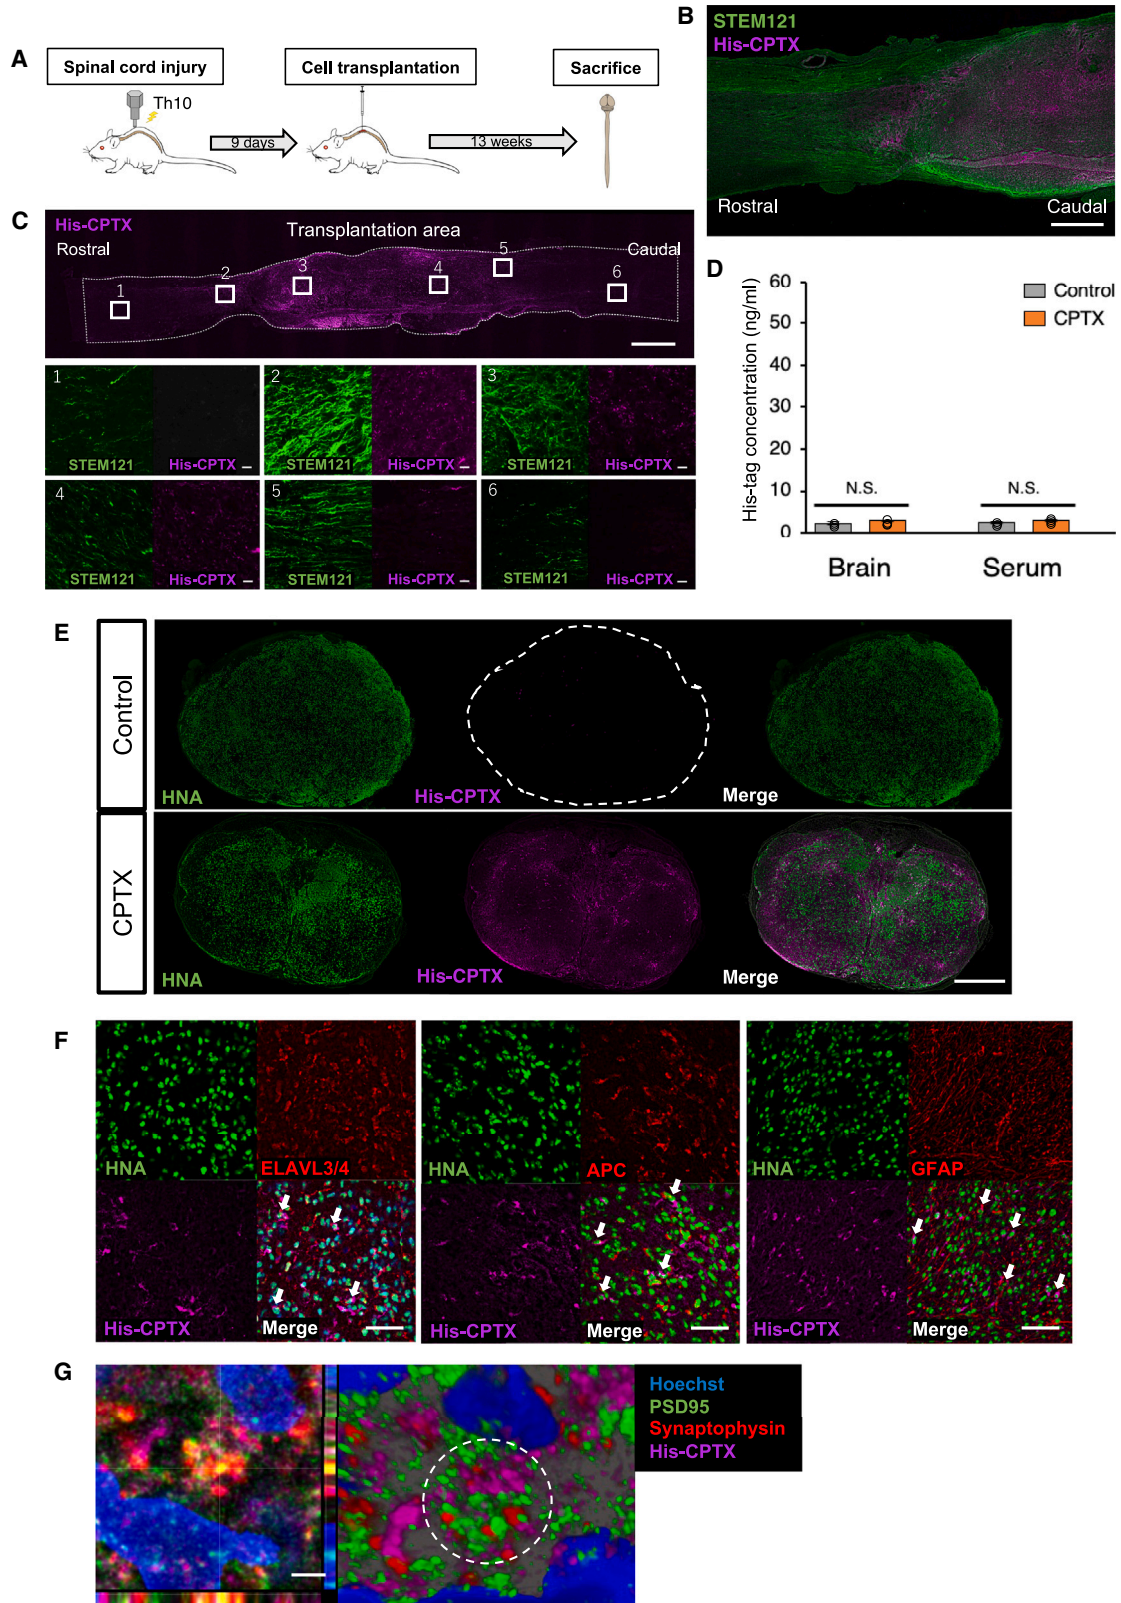 A
Spinal cord injury
Cell transplantation
Sacrifice
Th10
9 days
13 weeks
B
STEM121
His-CPTX
Rostral
Caudal
C
His-CPTX
Rostral
Transplantation area
Caudal
1
2
3
4
5
6
1
STEM121
His-CPTX
2
STEM121
His-CPTX
3
STEM121
His-CPTX
4
STEM121
His-CPTX
5
STEM121
His-CPTX
6
STEM121
His-CPTX
D
His-tag concentration (ng/ml)
60
50
40
30
20
10
0
Control
CPTX
N.S.
N.S.
Brain
Serum
E
Control
HNA
His-CPTX
Merge
CPTX
HNA
His-CPTX
Merge
F
HNA
ELAVL3/4
His-CPTX
Merge
HNA
APC
His-CPTX
Merge
HNA
GFAP
His-CPTX
Merge
G
Hoechst
PSD95
Synaptophysin
His-CPTX